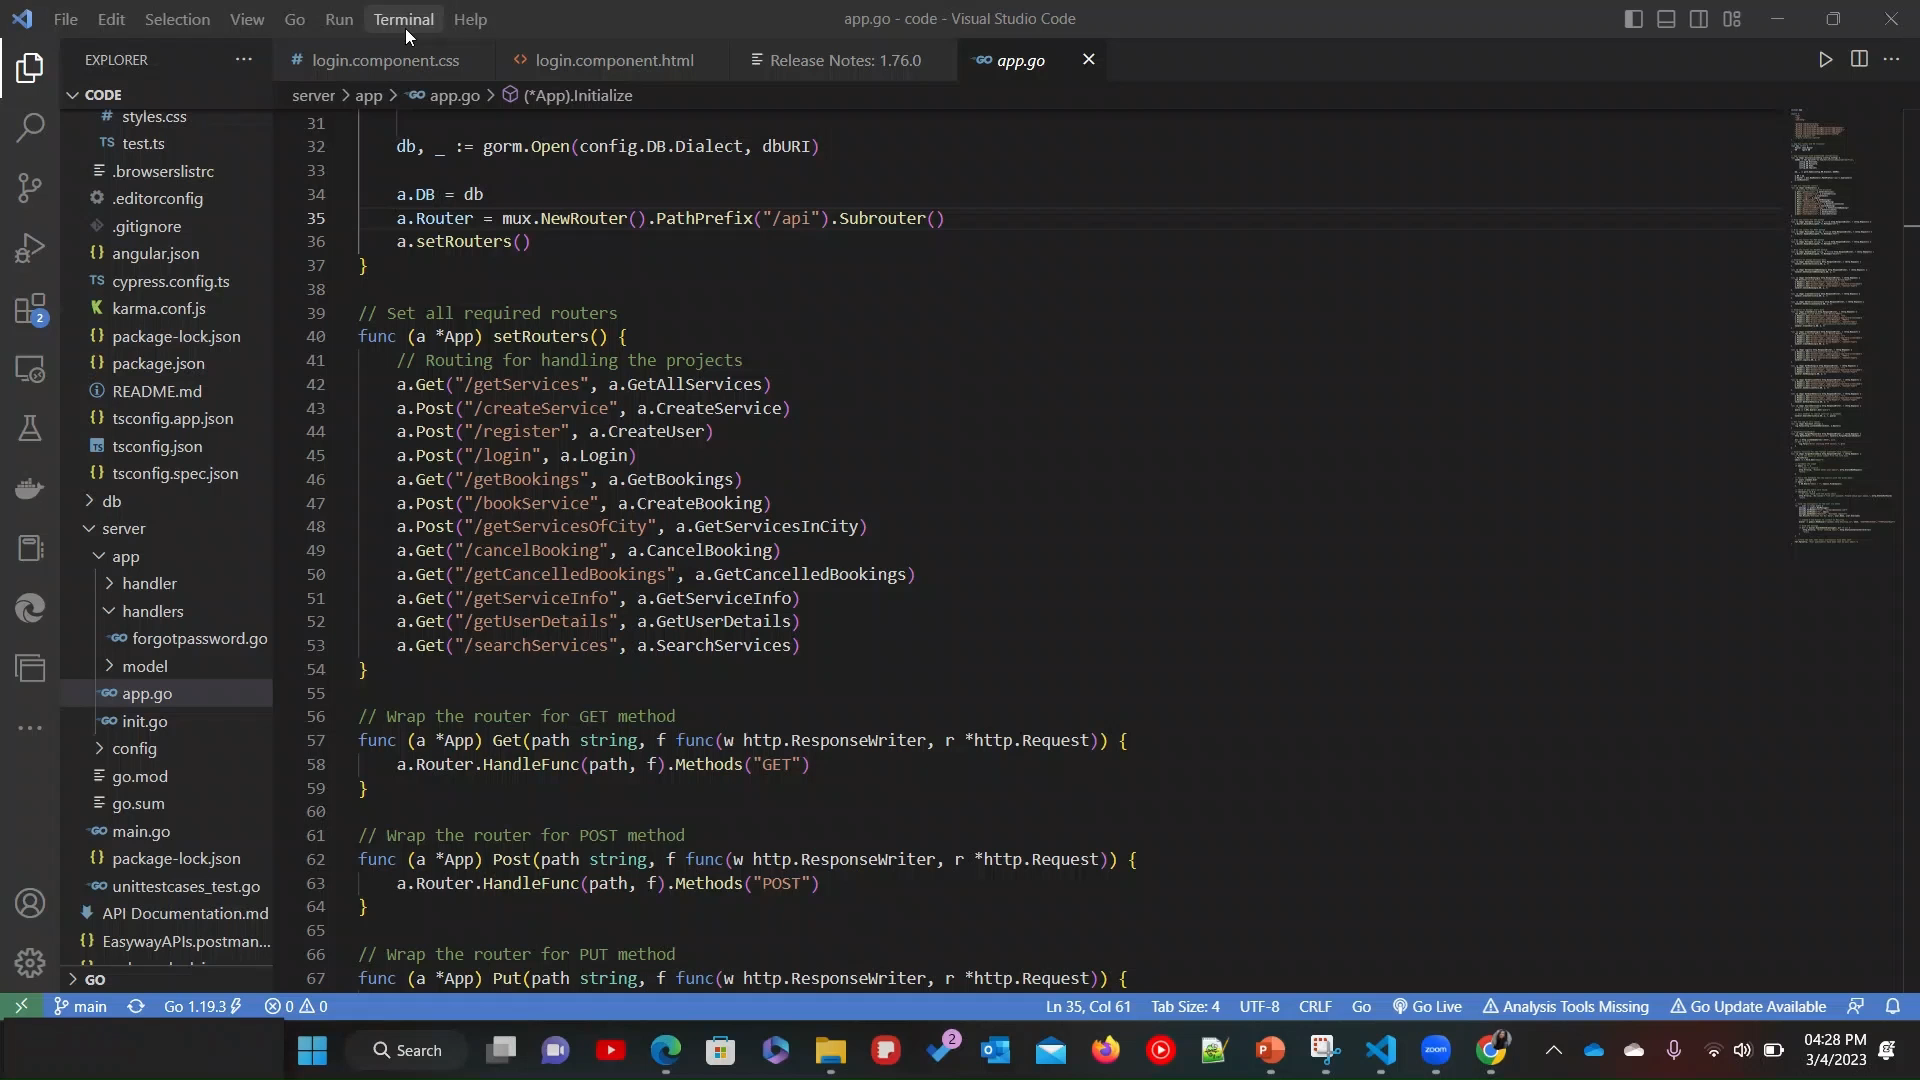 File Edit Selection View Go Run Terminal Help
app.go - code - Visual Studio Code
EXPLORER
# login.component.css
<> login.component.html
Release Notes: 1.76.0
GO app.go
CODE
server > app > GO app.go > (*App).Initialize
# styles.css
TS test.ts
.browserslistrc
.editorconfig
.gitignore
{} angular.json
TS cypress.config.ts
karma.conf.js
{} package-lock.json
{} package.json
README.md
{} tsconfig.app.json
TS tsconfig.json
{} tsconfig.spec.json
db
server
app
handler
handlers
GO forgotpassword.go
model
GO app.go
GO init.go
config
go.mod
go.sum
GO main.go
{} package-lock.json
GO unittestcases_test.go
API Documentation.md
{} EasywayAPIs.postman...
GO
2
31
32 db, _ := gorm.Open(config.DB.Dialect, dbURI)
33
34 a.DB = db
35 a.Router = mux.NewRouter().PathPrefix("/api").Subrouter()
36 a.setRouters()
37 }
38
39 // Set all required routers
40 func (a *App) setRouters() {
41 // Routing for handling the projects
42 a.Get("/getServices", a.GetAllServices)
43 a.Post("/createService", a.CreateService)
44 a.Post("/register", a.CreateUser)
45 a.Post("/login", a.Login)
46 a.Get("/getBookings", a.GetBookings)
47 a.Post("/bookService", a.CreateBooking)
48 a.Post("/getServicesOfCity", a.GetServicesInCity)
49 a.Get("/cancelBooking", a.CancelBooking)
50 a.Get("/getCancelledBookings", a.GetCancelledBookings)
51 a.Get("/getServiceInfo", a.GetServiceInfo)
52 a.Get("/getUserDetails", a.GetUserDetails)
53 a.Get("/searchServices", a.SearchServices)
54 }
55
56 // Wrap the router for GET method
57 func (a *App) Get(path string, f func(w http.ResponseWriter, r *http.Request)) {
58 a.Router.HandleFunc(path, f).Methods("GET")
59 }
60
61 // Wrap the router for POST method
62 func (a *App) Post(path string, f func(w http.ResponseWriter, r *http.Request)) {
63 a.Router.HandleFunc(path, f).Methods("POST")
64 }
65
66 // Wrap the router for PUT method
67 func (a *App) Put(path string, f func(w http.ResponseWriter, r *http.Request)) {
main Go 1.19.3 0 0 Ln 35, Col 61 Tab Size: 4 UTF-8 CRLF Go Go Live Analysis Tools Missing Go Update Available
Search
2
zoom
04:28 PM
3/4/2023